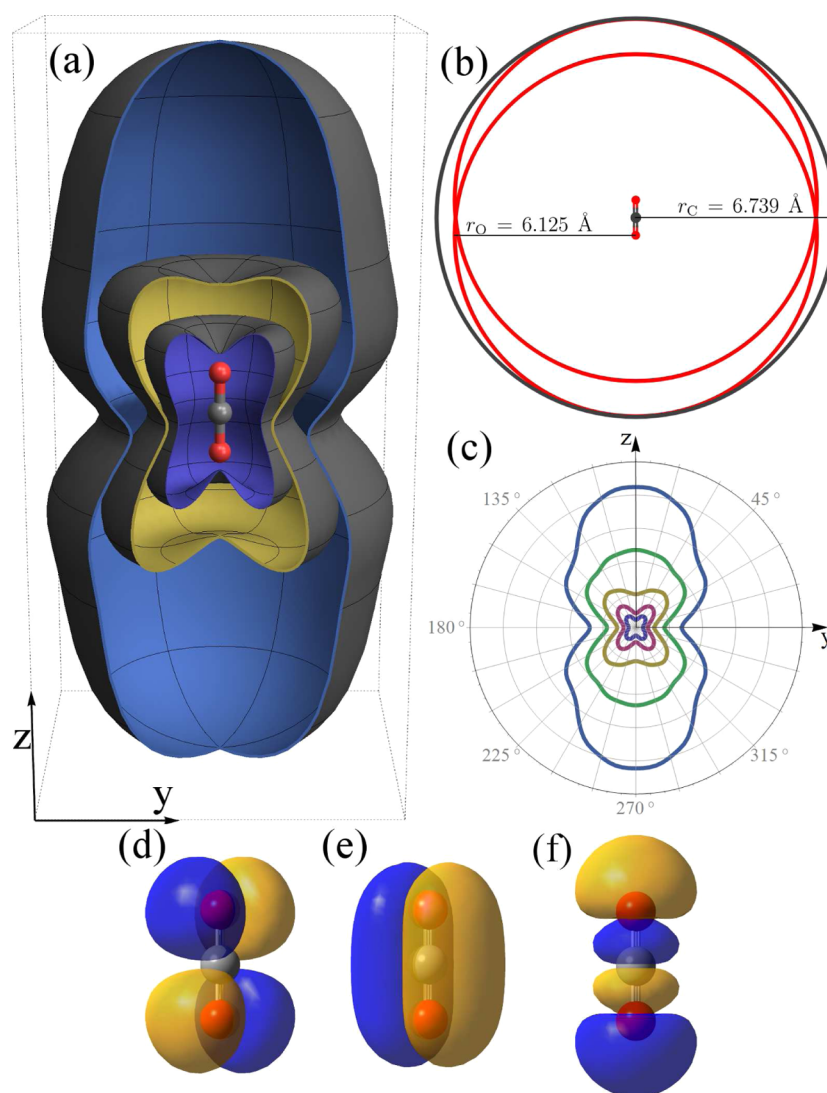 (a)
(b)
r_O = 6.125 Å
r_C = 6.739 Å
z
y
(c)
z
135 °
45 °
180 °
y
225 °
315 °
270 °
(d)
(e)
(f)